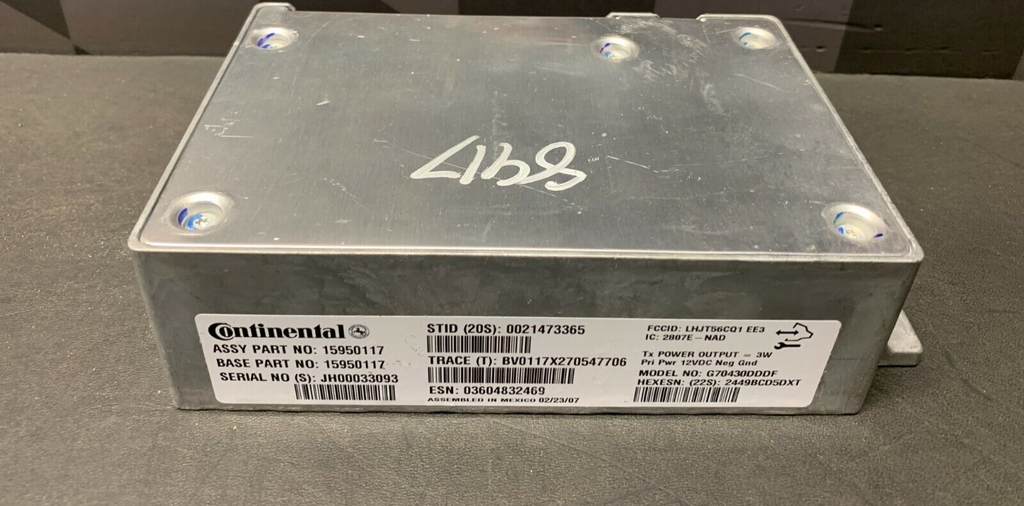 8917
Continental
ASSY PART NO: 15950117
BASE PART NO: 15950117
SERIAL NO (S): JH00033093
STID (20S): 0021473365
TRACE (T): BV0117X270547706
ESN: 03604832469
ASSEMBLED IN MEXICO 02/23/07
FCCID: LHJT56CQ1 EE3
IC: 2807E-NAD
Tx POWER OUTPUT = 3W
Pri Pwr 12VDC Neg Gnd
MODEL NO: G70430DDDF
HEXESN: (22S): 2449BCD5DXT